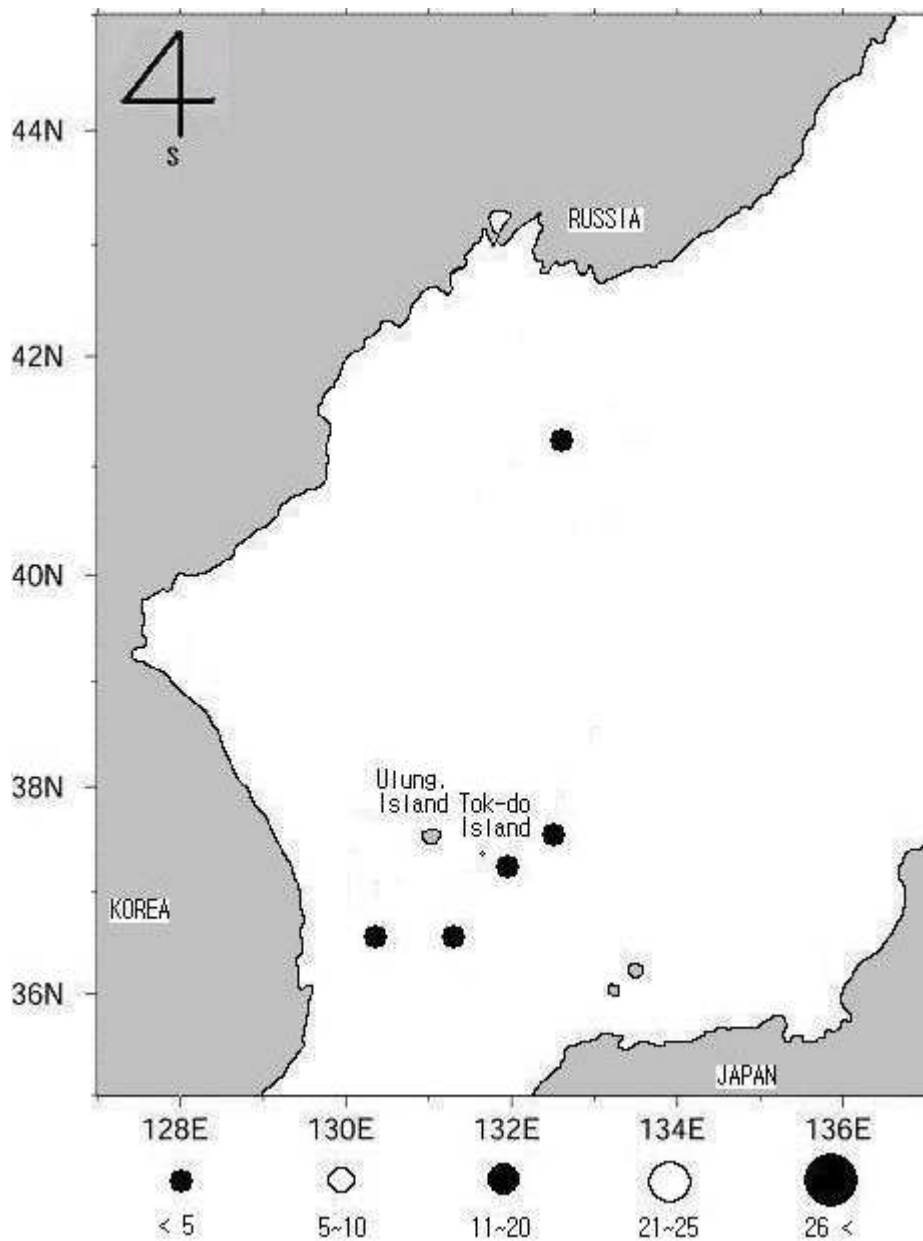 S
44N
RUSSIA
42N
40N
38N
Ulung.
Island
Tok-do
Island
KOREA
36N
JAPAN
128E 130E 132E 134E 136E
< 5 5~10 11~20 21~25 26 <